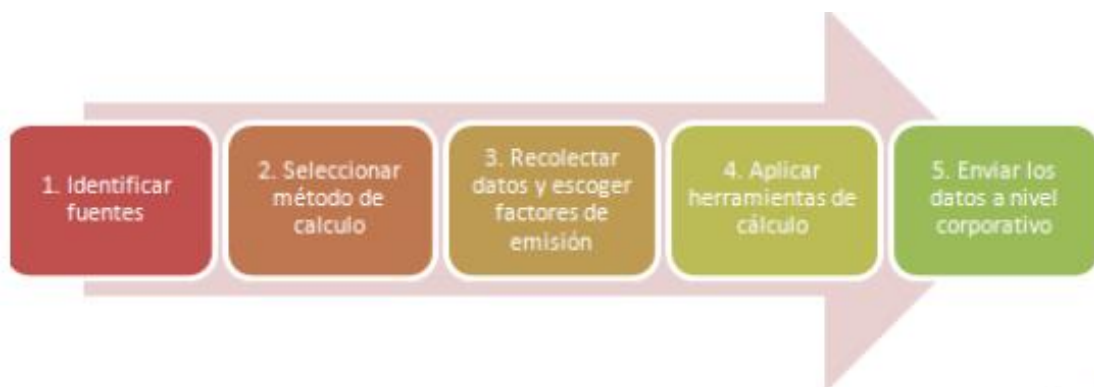 1. Identificar
fuentes
2. Seleccionar
método de
calculo
3. Recolectar
datos y escoger
factores de
emisión
4. Aplicar
herramientas de
cálculo
5. Enviar los
datos a nivel
corporativo